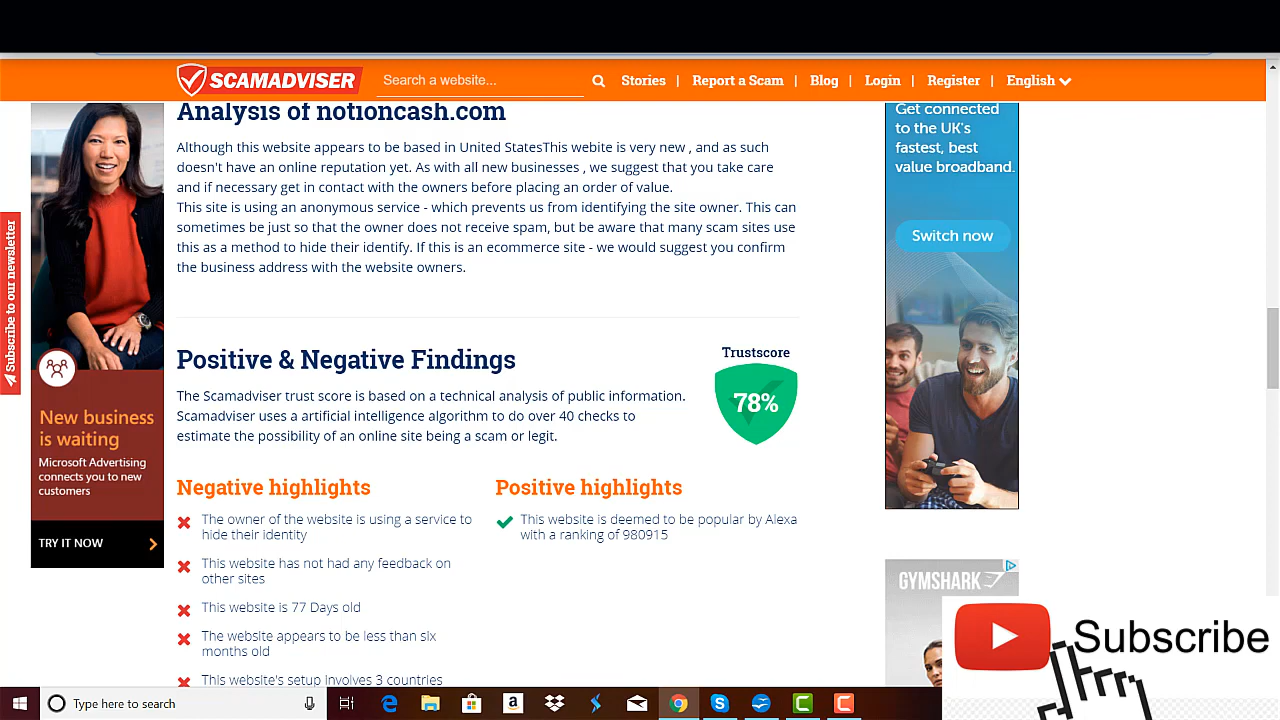 SCAMADVISER
Search a website...
Stories | Report a Scam | Blog | Login | Register | English
Subscribe to our newsletter
Analysis of notioncash.com
Although this website appears to be based in United StatesThis webite is very new , and as such
doesn't have an online reputation yet. As with all new businesses , we suggest that you take care
and if necessary get in contact with the owners before placing an order of value.
This site is using an anonymous service - which prevents us from identifying the site owner. This can
sometimes be just so that the owner does not receive spam, but be aware that many scam sites use
this as a method to hide their identify. If this is an ecommerce site - we would suggest you confirm
the business address with the website owners.
Positive & Negative Findings
The Scamadviser trust score is based on a technical analysis of public information.
Scamadviser uses a artificial intelligence algorithm to do over 40 checks to
estimate the possibility of an online site being a scam or legit.
Trustscore
78%
Negative highlights
The owner of the website is using a service to
hide their identity
This website has not had any feedback on
other sites
This website is 77 Days old
The website appears to be less than six
months old
This website's setup involves 3 countries
Positive highlights
This website is deemed to be popular by Alexa
with a ranking of 980915
New business
is waiting
Microsoft Advertising
connects you to new
customers
TRY IT NOW
Get connected
to the UK's
fastest, best
value broadband.
Switch now
GYMSHARK
Subscribe
Type here to search